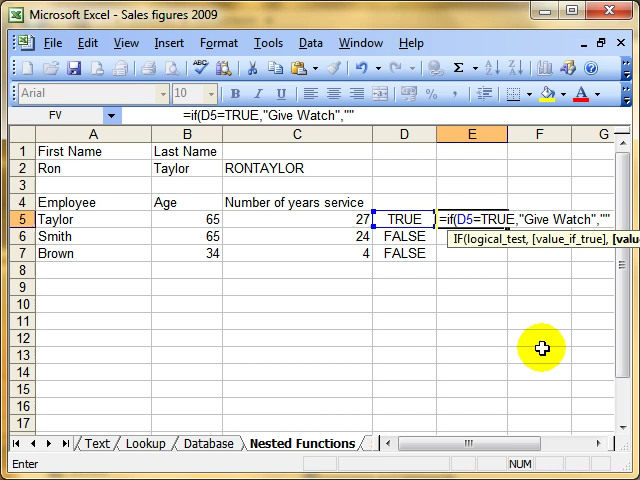 Microsoft Excel - Sales figures 2009
File Edit View Insert Format Tools Data Window Help
Arial 10 B I U A
FV =if(D5=TRUE,"Give Watch",""
A B C D E F G
1 First Name Last Name
2 Ron Taylor RONTAYLOR
3
4 Employee Age Number of years service
5 Taylor 65 27 TRUE =if(D5=TRUE,"Give Watch",""
IF(logical_test, [value_if_true], [valu
6 Smith 65 24 FALSE
7 Brown 34 4 FALSE
8
9
10
11
12
13
14
15
16
17
Text Lookup Database Nested Functions
Enter NUM